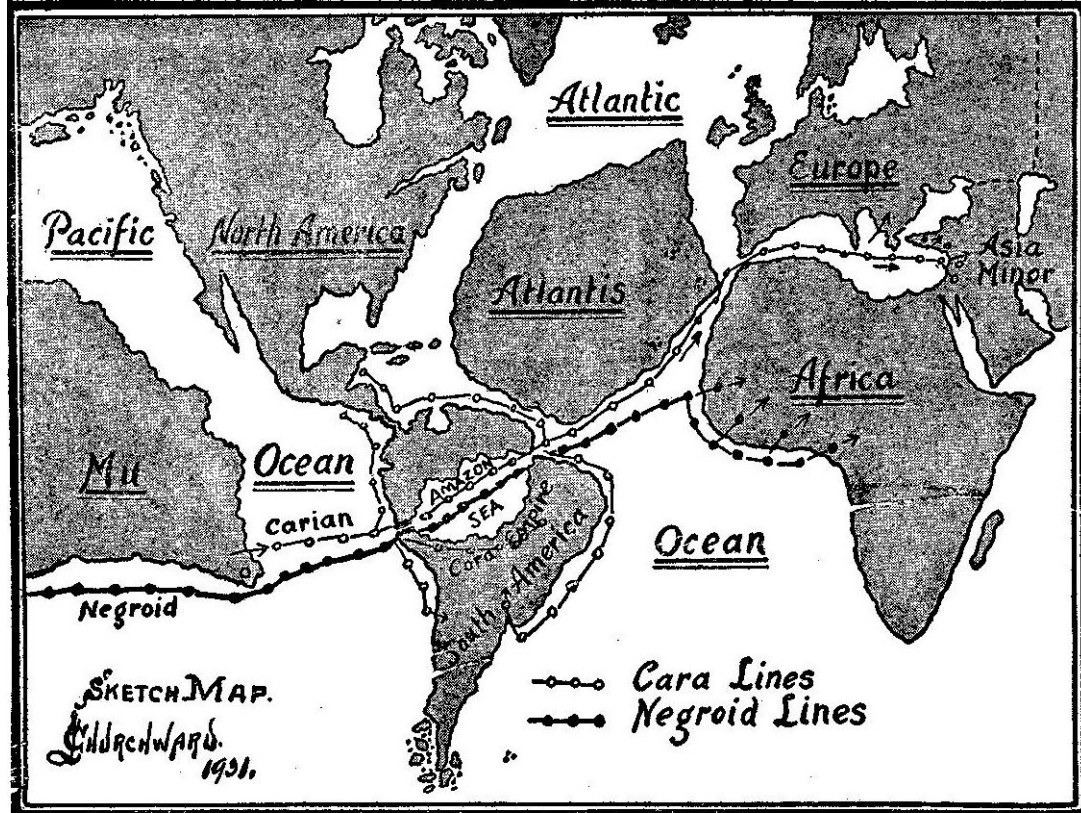 Atlantic
Europe
Pacific
North America
Asia
Minor
Atlantis
Africa
Mu
Ocean
AMAZON
SEA
Carian
Cara Empire
South America
Ocean
Negroid
SKETCH MAP.
CHURCHWARD.
1931.
Cara Lines
Negroid Lines